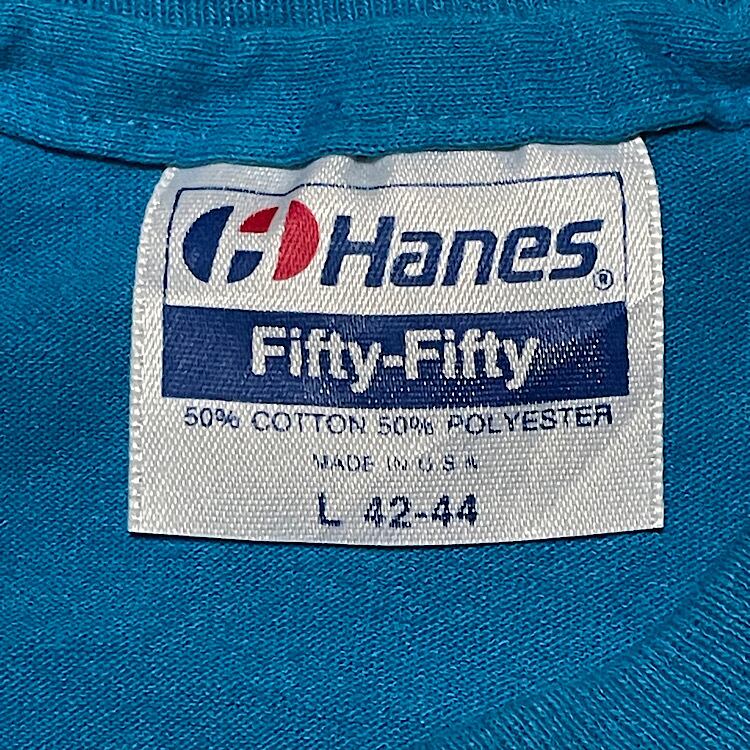 Hanes®
Fifty-Fifty
50% COTTON 50% POLYESTER
MADE IN U S A
L 42-44